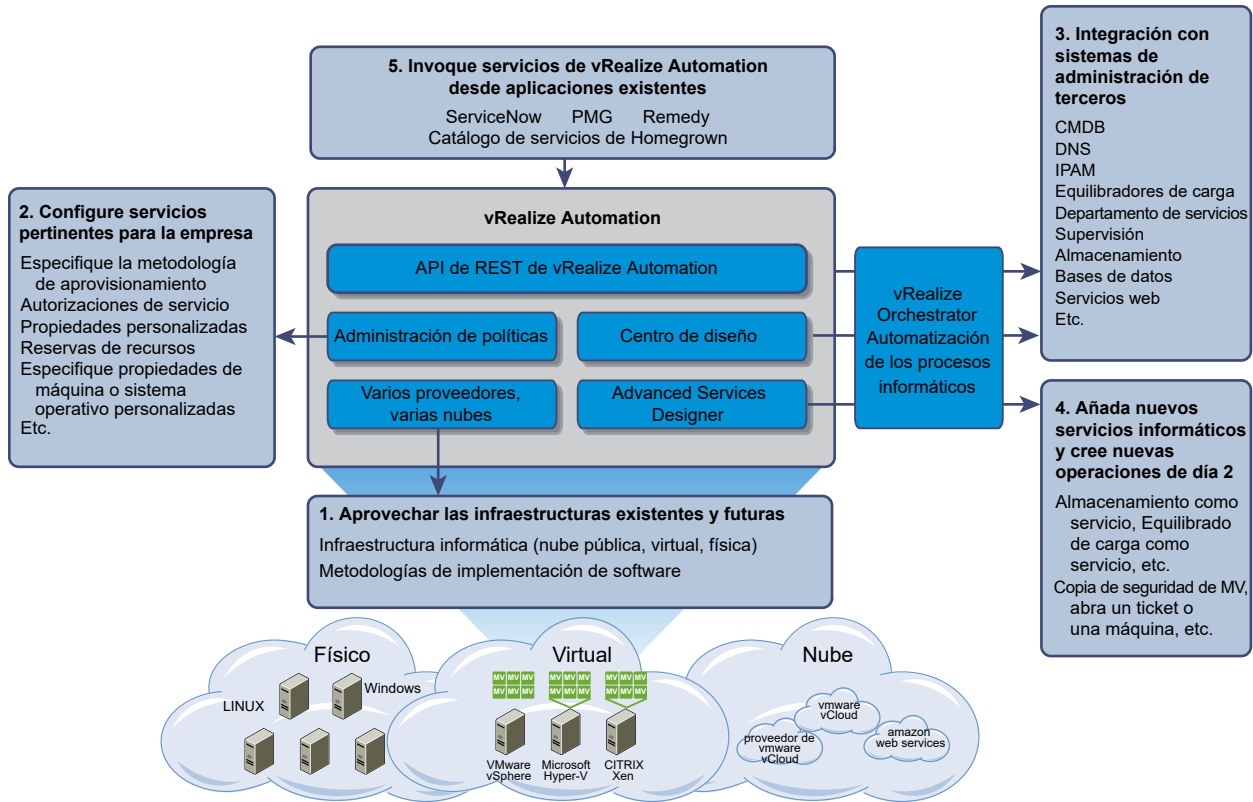 5. Invoque servicios de vRealize Automation
desde aplicaciones existentes
ServiceNow PMG Remedy
Catálogo de servicios de Homegrown
3. Integración con
sistemas de
administración de
terceros
CMDB
DNS
IPAM
Equilibradores de carga
Departamento de servicios
Supervisión
Almacenamiento
Bases de datos
Servicios web
Etc.
2. Configure servicios
pertinentes para la empresa
Especifique la metodología
de aprovisionamiento
Autorizaciones de servicio
Propiedades personalizadas
Reservas de recursos
Especifique propiedades de
máquina o sistema
operativo personalizadas
Etc.
vRealize Automation
API de REST de vRealize Automation
Administración de políticas
Centro de diseño
Varios proveedores,
varias nubes
Advanced Services
Designer
vRealize
Orchestrator
Automatización
de los procesos
informáticos
4. Añada nuevos
servicios informáticos
y cree nuevas
operaciones de día 2
Almacenamiento como
servicio, Equilibrado
de carga como
servicio, etc.
Copia de seguridad de MV,
abra un ticket o
una máquina, etc.
1. Aprovechar las infraestructuras existentes y futuras
Infraestructura informática (nube pública, virtual, física)
Metodologías de implementación de software
Físico
LINUX
Windows
Virtual
MV MV MV MV MV MV MV MV MV
MV MV MV MV MV MV MV MV MV
VMware
vSphere
Microsoft
Hyper-V
CITRIX
Xen
Nube
vmware
vCloud
proveedor de
vmware
vCloud
amazon
web services